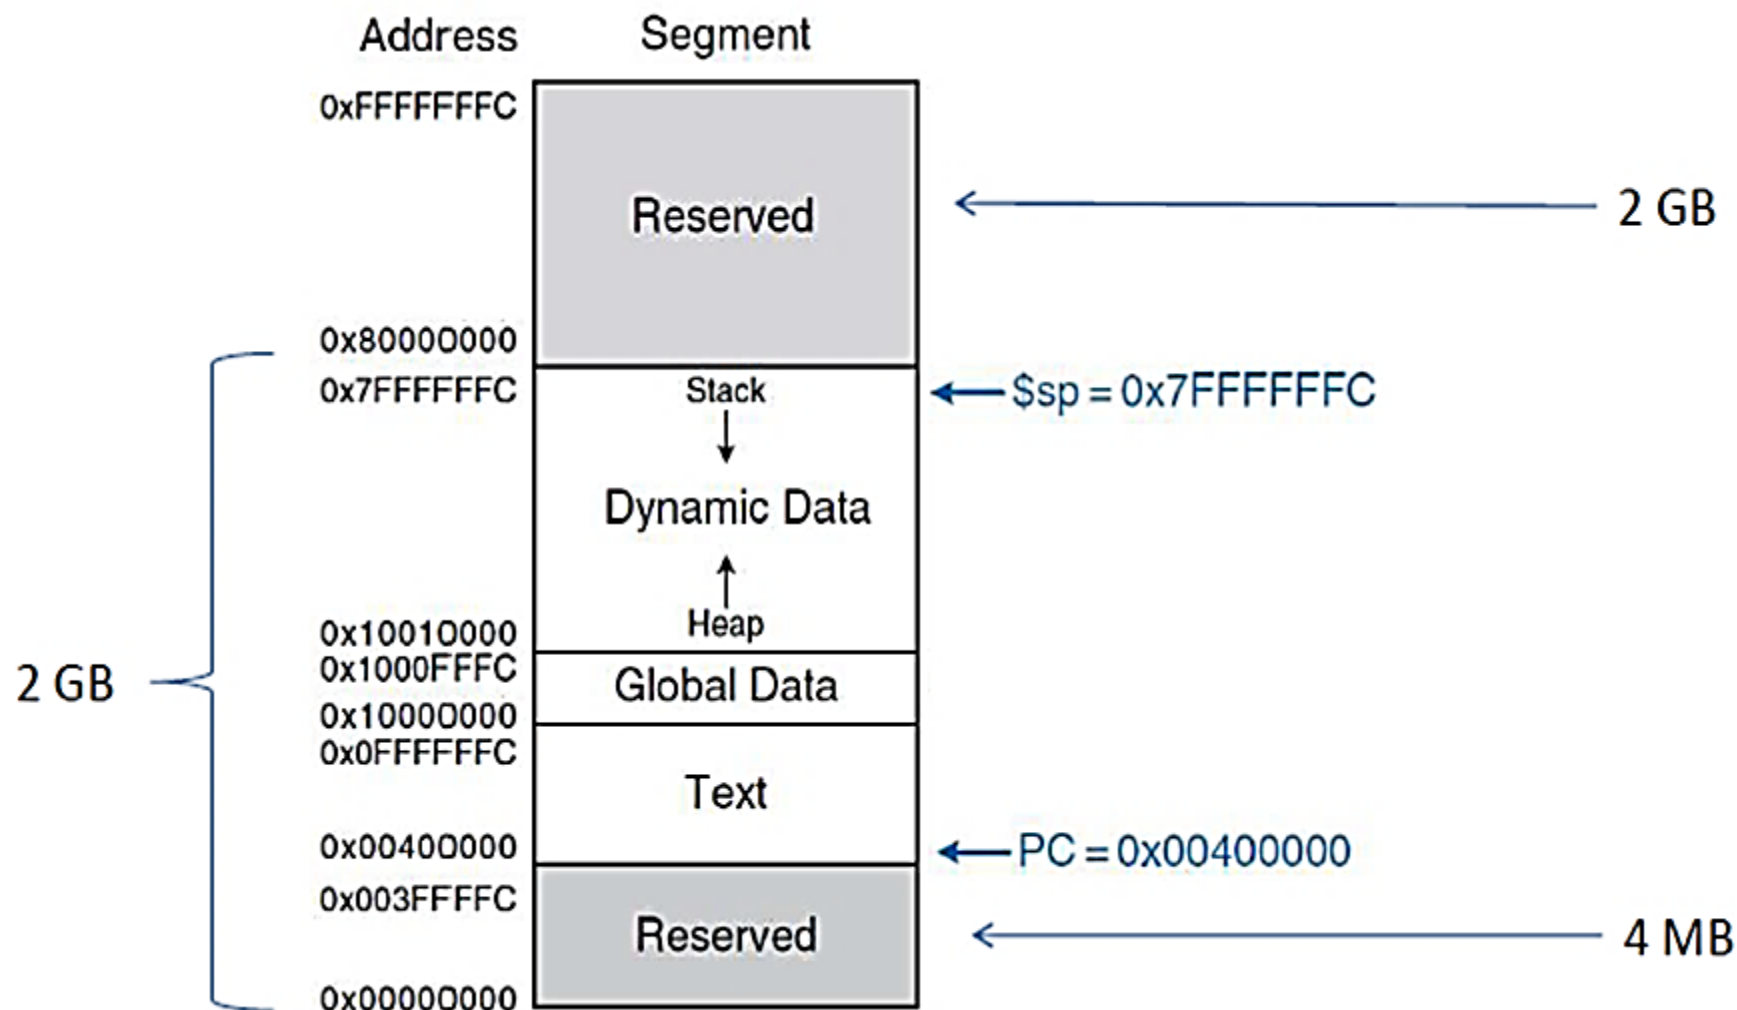 Address Segment
0xFFFFFFFC
Reserved
2 GB
0x80000000
0x7FFFFFFC Stack $sp = 0x7FFFFFFC
Dynamic Data
Heap
0x10010000
0x1000FFFC
2 GB
Global Data
0x10000000
0x0FFFFFFC
Text
0x00400000 PC = 0x00400000
0x003FFFFC
Reserved
4 MB
0x00000000